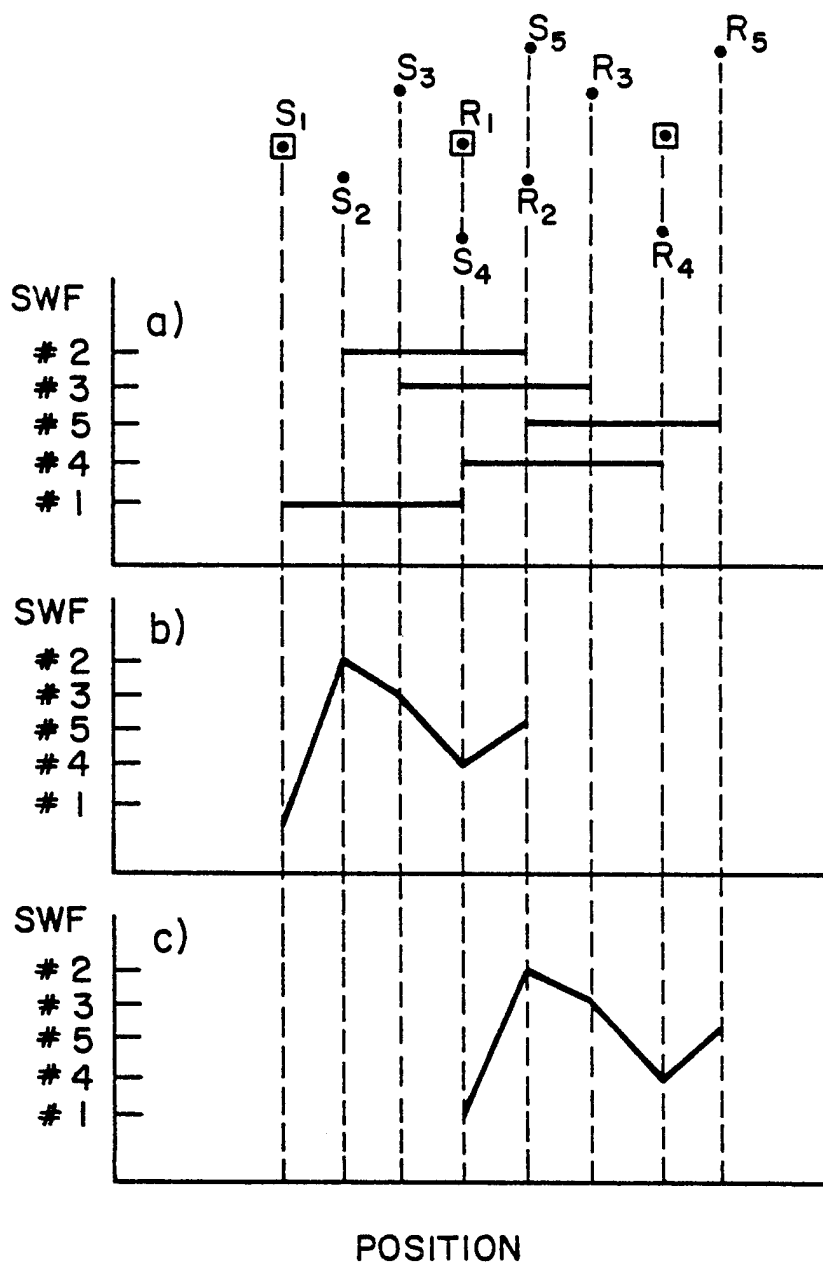 S5 R5
S3 R3
S1 R1
S2 R2
S4 R4
SWF
a)
# 2
# 3
# 5
# 4
# 1
SWF
b)
# 2
# 3
# 5
# 4
# 1
SWF
c)
# 2
# 3
# 5
# 4
# 1
POSITION